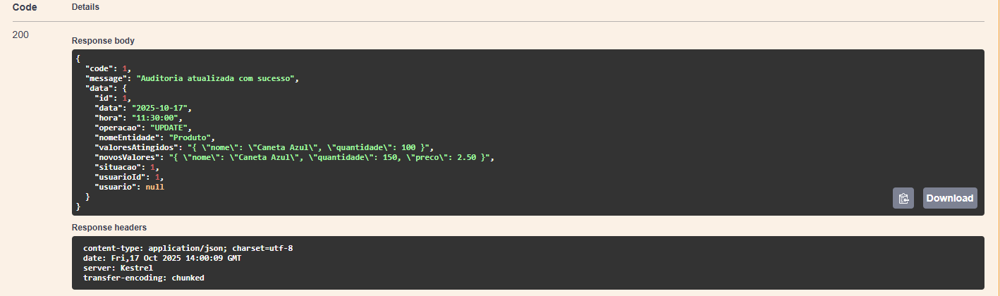 Code Details
200
Response body
{
  "code": 1,
  "message": "Auditoria atualizada com sucesso",
  "data": {
    "id": 1,
    "data": "2025-10-17",
    "hora": "11:30:00",
    "operacao": "UPDATE",
    "nomeEntidade": "Produto",
    "valoresAtingidos": "{ \"nome\": \"Caneta Azul\", \"quantidade\": 100 }",
    "novosValores": "{ \"nome\": \"Caneta Azul\", \"quantidade\": 150, \"preco\": 2.50 }",
    "situacao": 1,
    "usuarioId": 1,
    "usuario": null
  }
}
Download
Response headers
content-type: application/json; charset=utf-8
date: Fri,17 Oct 2025 14:00:09 GMT
server: Kestrel
transfer-encoding: chunked